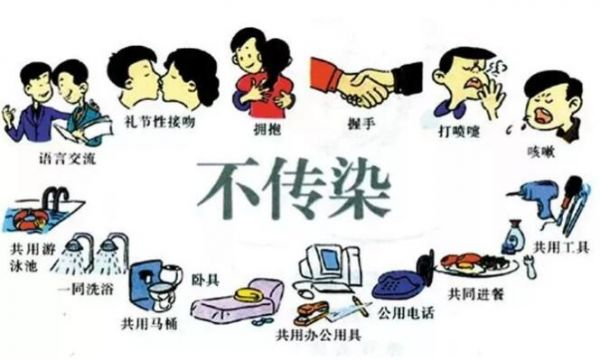 语言交流
礼节性接吻
拥抱
握手
打喷嚏
咳嗽
不传染
共用游
泳池
一同洗浴
共用马桶
卧具
共用办公用具
公用电话
共同进餐
共用工具